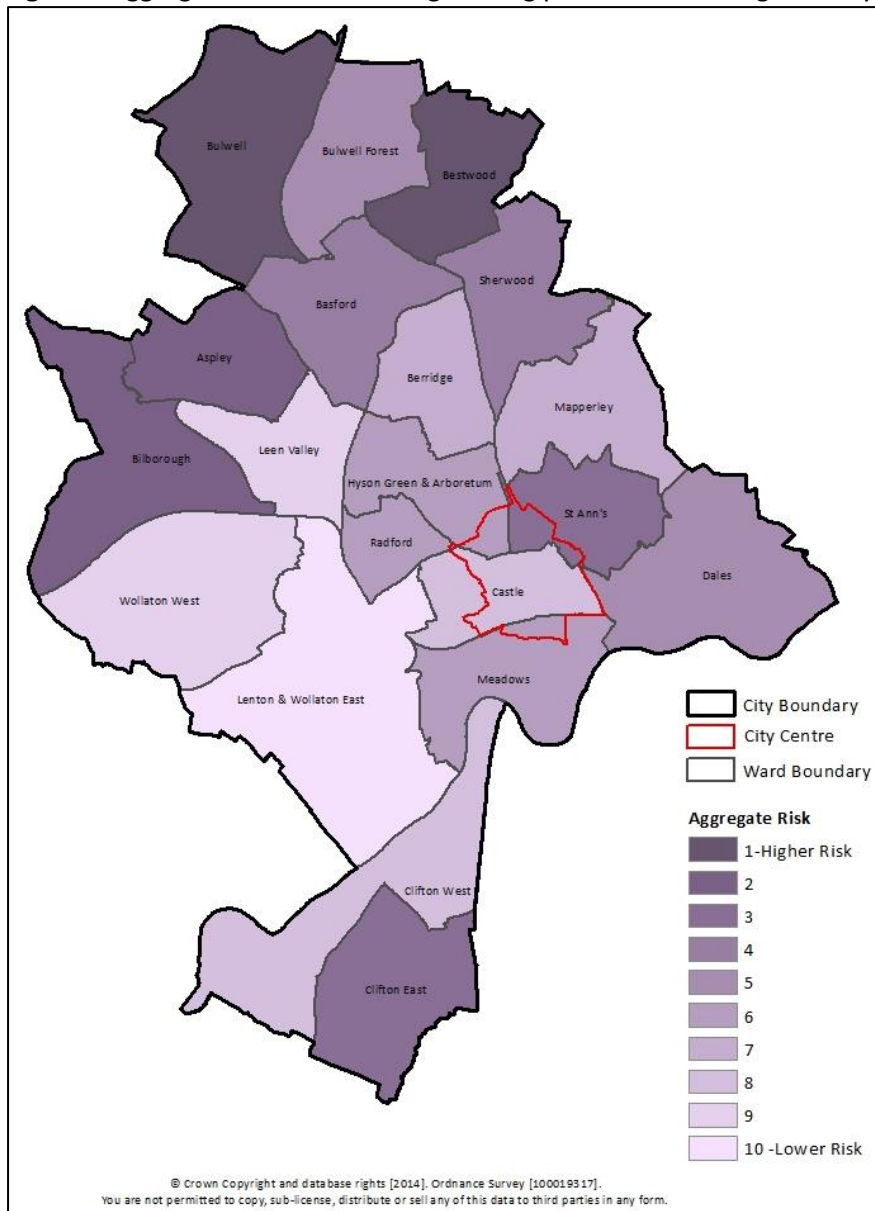 Bulwell
Bulwell Forest
Bestwood
Sherwood
Basford
Aspley
Berridge
Mapperley
Leen Valley
Bilborough
Hyson Green & Arboretum
St Ann's
Radford
Dales
Castle
Wollaton West
Meadows
Lenton & Wollaton East
Clifton West
Clifton East
City Boundary
City Centre
Ward Boundary
Aggregate Risk
1-Higher Risk
2
3
4
5
6
7
8
9
10 -Lower Risk
© Crown Copyright and database rights [2014]. Ordnance Survey [100019317].
You are not permitted to copy, sub-license, distribute or sell any of this data to third parties in any form.